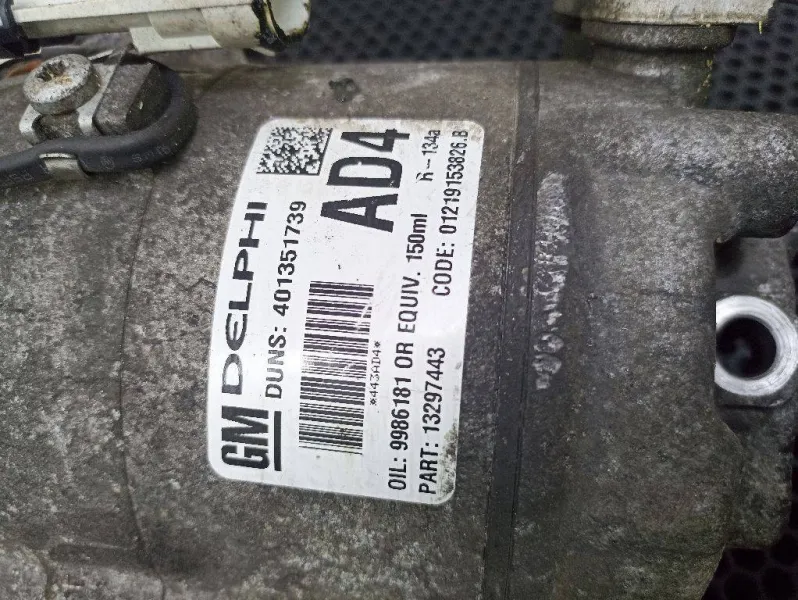 GM DELPHI
DUNS: 401351739
AD4
*443AD4*
OIL: 9986181 OR EQUIV. 150ml R-134a
PART: 13297443 CODE: 01219153826.B